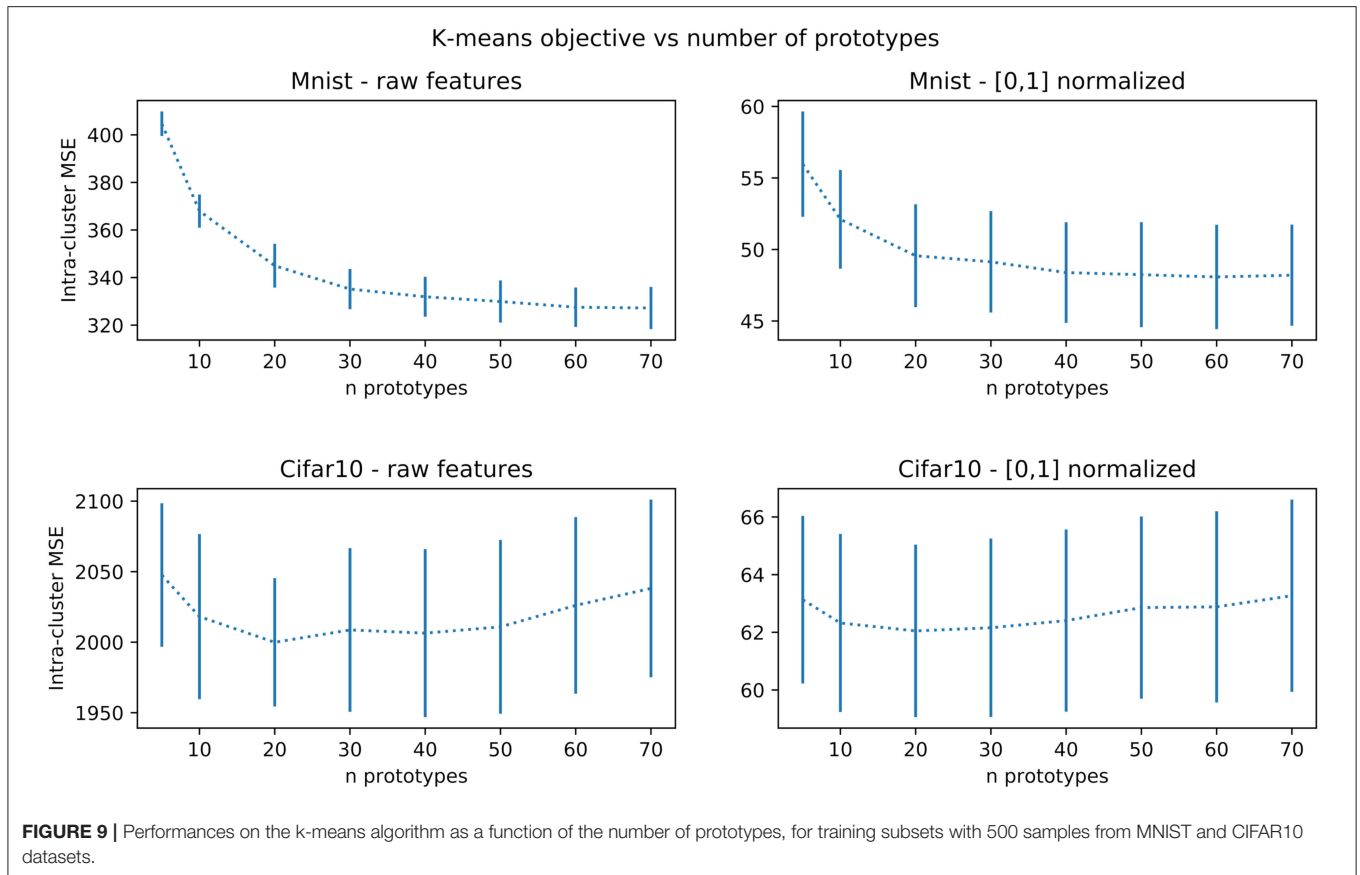 K-means objective vs number of prototypes
Mnist - raw features
Mnist - [0,1] normalized
Intra-cluster MSE
400
380
360
340
320
10 20 30 40 50 60 70
n prototypes
60
55
50
45
10 20 30 40 50 60 70
n prototypes
Cifar10 - raw features
Cifar10 - [0,1] normalized
Intra-cluster MSE
2100
2050
2000
1950
10 20 30 40 50 60 70
n prototypes
66
64
62
60
10 20 30 40 50 60 70
n prototypes
FIGURE 9 | Performances on the k-means algorithm as a function of the number of prototypes, for training subsets with 500 samples from MNIST and CIFAR10
datasets.